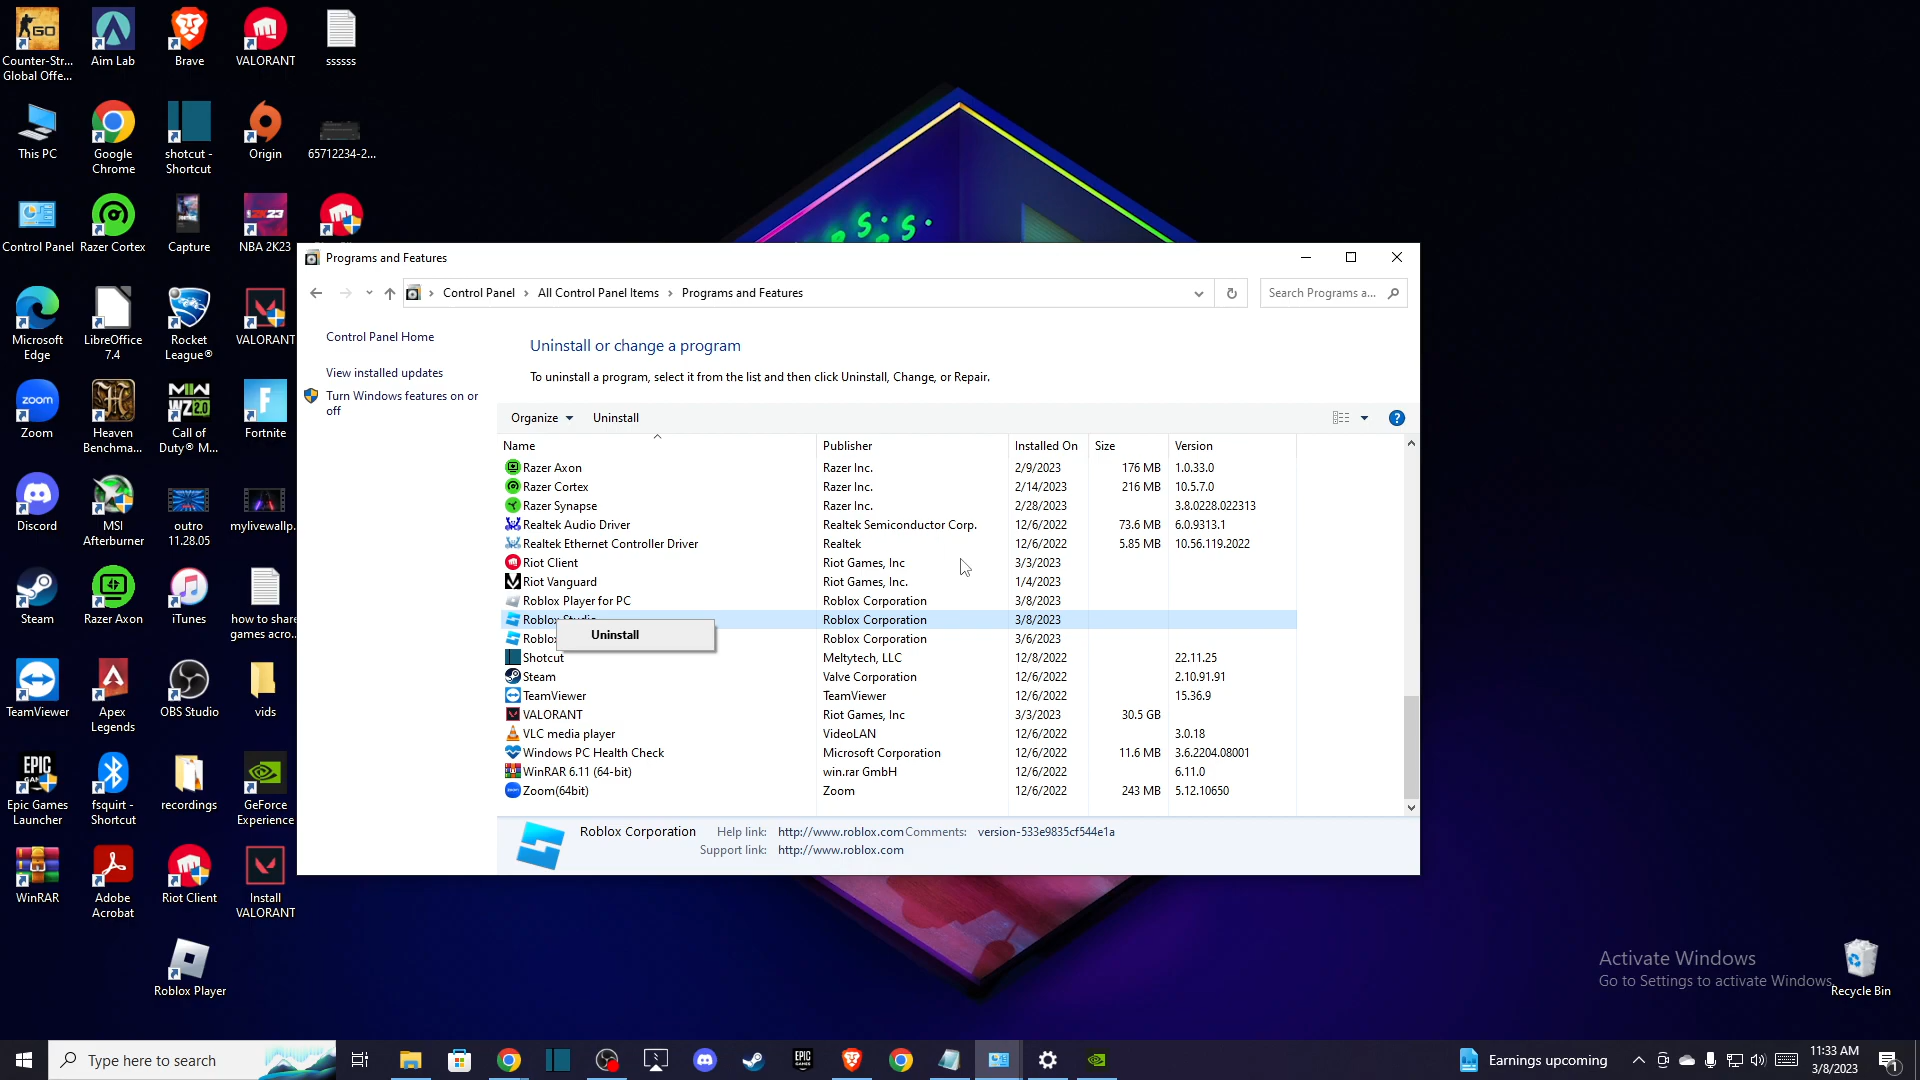 Counter-Str...
Global Offe...
Aim Lab
Brave
VALORANT
ssssss
This PC
Google
Chrome
shotcut -
Shortcut
Origin
65712234-2...
Control Panel
Razer Cortex
Capture
NBA 2K23
Microsoft
Edge
LibreOffice
7.4
Rocket
League®
VALORANT
Zoom
Heaven
Benchma...
Call of
Duty® M...
Fortnite
Discord
MSI
Afterburner
outro
11.28.05
mylivewallp.
Steam
Razer Axon
iTunes
how to share
games acro..
TeamViewer
Apex
Legends
OBS Studio
vids
Epic Games
Launcher
fsquirt -
Shortcut
recordings
GeForce
Experience
WinRAR
Adobe
Acrobat
Riot Client
Install
VALORANT
Roblox Player
Programs and Features
Control Panel
All Control Panel Items
Programs and Features
Search Programs a...
Control Panel Home
View installed updates
Turn Windows features on or
off
Uninstall or change a program
To uninstall a program, select it from the list and then click Uninstall, Change, or Repair.
Organize
Uninstall
Name Publisher Installed On Size Version
Razer Axon Razer Inc. 2/9/2023 176 MB 1.0.33.0
Razer Cortex Razer Inc. 2/14/2023 216 MB 10.5.7.0
Razer Synapse Razer Inc. 2/28/2023 3.8.0228.022313
Realtek Audio Driver Realtek Semiconductor Corp. 12/6/2022 73.6 MB 6.0.9313.1
Realtek Ethernet Controller Driver Realtek 12/6/2022 5.85 MB 10.56.119.2022
Riot Client Riot Games, Inc 3/3/2023
Riot Vanguard Riot Games, Inc. 1/4/2023
Roblox Player for PC Roblox Corporation 3/8/2023
Roblox Studio Roblox Corporation 3/8/2023
Uninstall
Roblox Roblox Corporation 3/6/2023
Shotcut Meltytech, LLC 12/8/2022 22.11.25
Steam Valve Corporation 12/6/2022 2.10.91.91
TeamViewer TeamViewer 12/6/2022 15.36.9
VALORANT Riot Games, Inc 3/3/2023 30.5 GB
VLC media player VideoLAN 12/6/2022 3.0.18
Windows PC Health Check Microsoft Corporation 12/6/2022 11.6 MB 3.6.2204.08001
WinRAR 6.11 (64-bit) win.rar GmbH 12/6/2022 6.11.0
Zoom(64bit) Zoom 12/6/2022 243 MB 5.12.10650
Roblox Corporation Help link: http://www.roblox.com Comments: version-533e9835cf544e1a
Support link: http://www.roblox.com
Activate Windows
Go to Settings to activate Windows.
Recycle Bin
Type here to search
Earnings upcoming
11:33 AM
3/8/2023